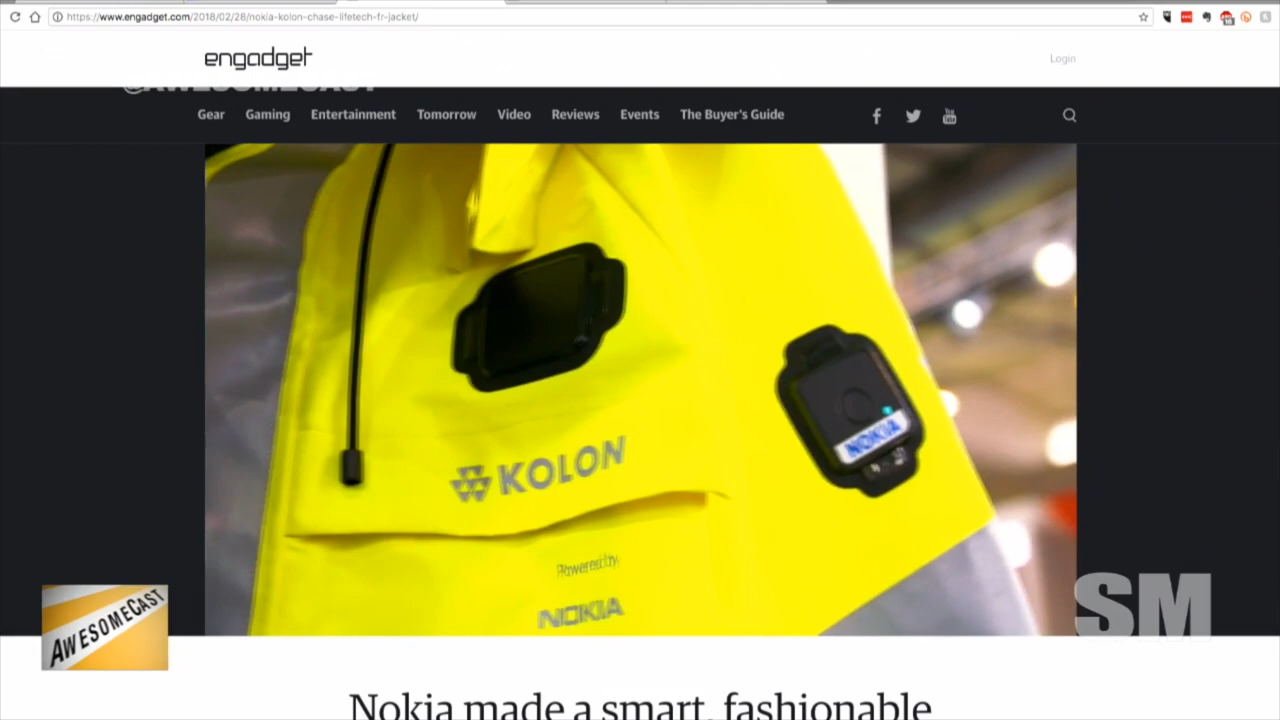 https://www.engadget.com/2018/02/28/nokia-kolon-chase-lifetech-fr-jacket/
engadget
Login
@AWESOMECAST
Gear Gaming Entertainment Tomorrow Video Reviews Events The Buyer's Guide
KOLON
NOKIA
Powered by
NOKIA
AWESOMECAST
SM
Nokia made a smart, fashionable